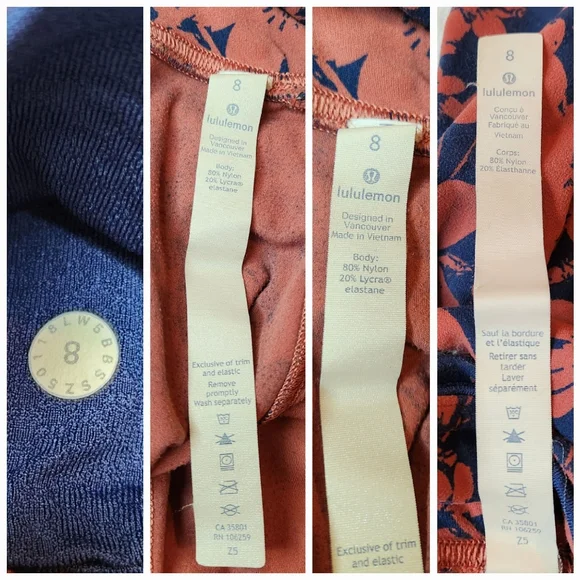 8
LW5BBSSZ50118
8
lululemon
Designed in
Vancouver
Made in Vietnam
Body:
80% Nylon
20% Lycra®
elastane
Exclusive of trim
and elastic
Remove
promptly
Wash separately
CA 35801
RN 106259
Z5
8
lululemon
Designed in
Vancouver
Made in Vietnam
Body:
80% Nylon
20% Lycra®
elastane
Exclusive of trim
and elastic
8
lululemon
Conçu à
Vancouver
Fabriqué au
Vietnam
Corps:
80% Nylon
20% Élasthanne
Sauf la bordure
et l'élastique
Retirer sans
tarder
Laver
séparément
CA 35801
RN 106259
Z5